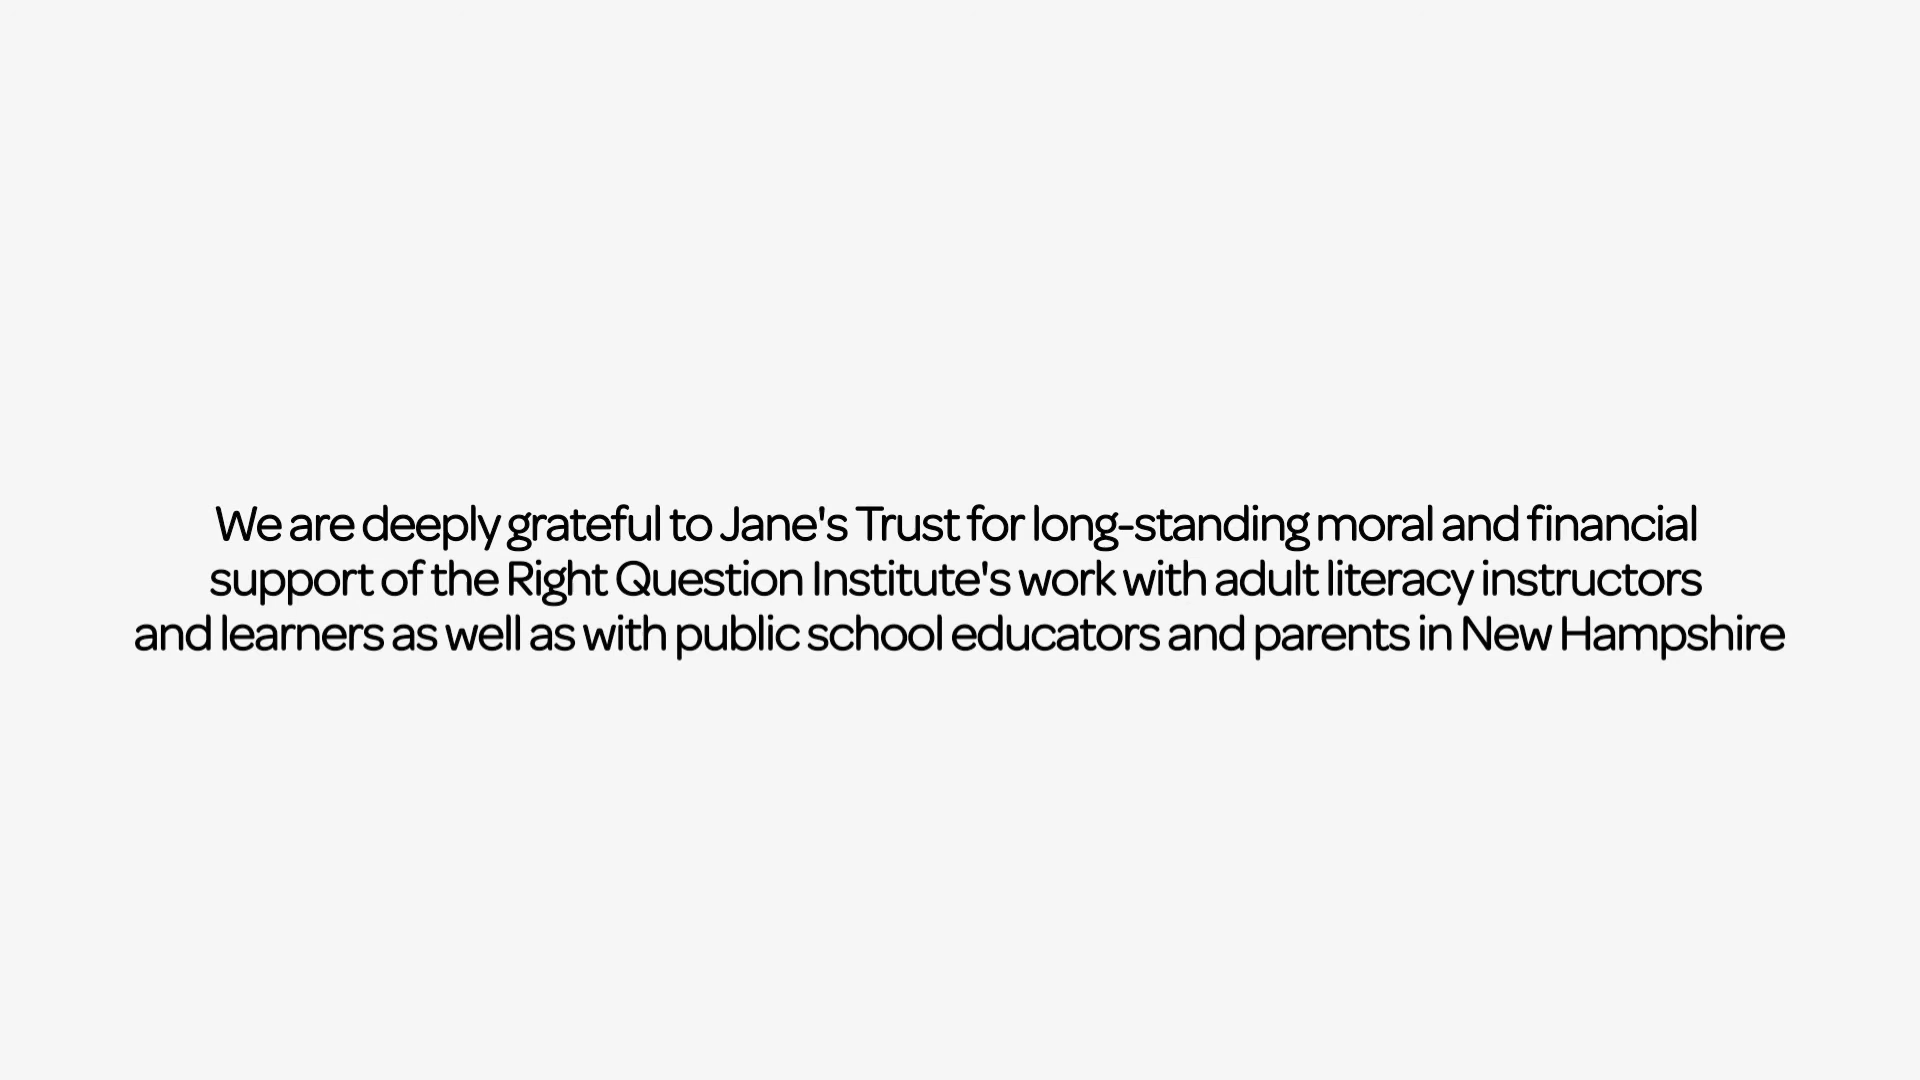 We are deeply grateful to Jane's Trust for long-standing moral and financial
support of the Right Question Institute's work with adult literacy instructors
and learners as well as with public school educators and parents in New Hampshire